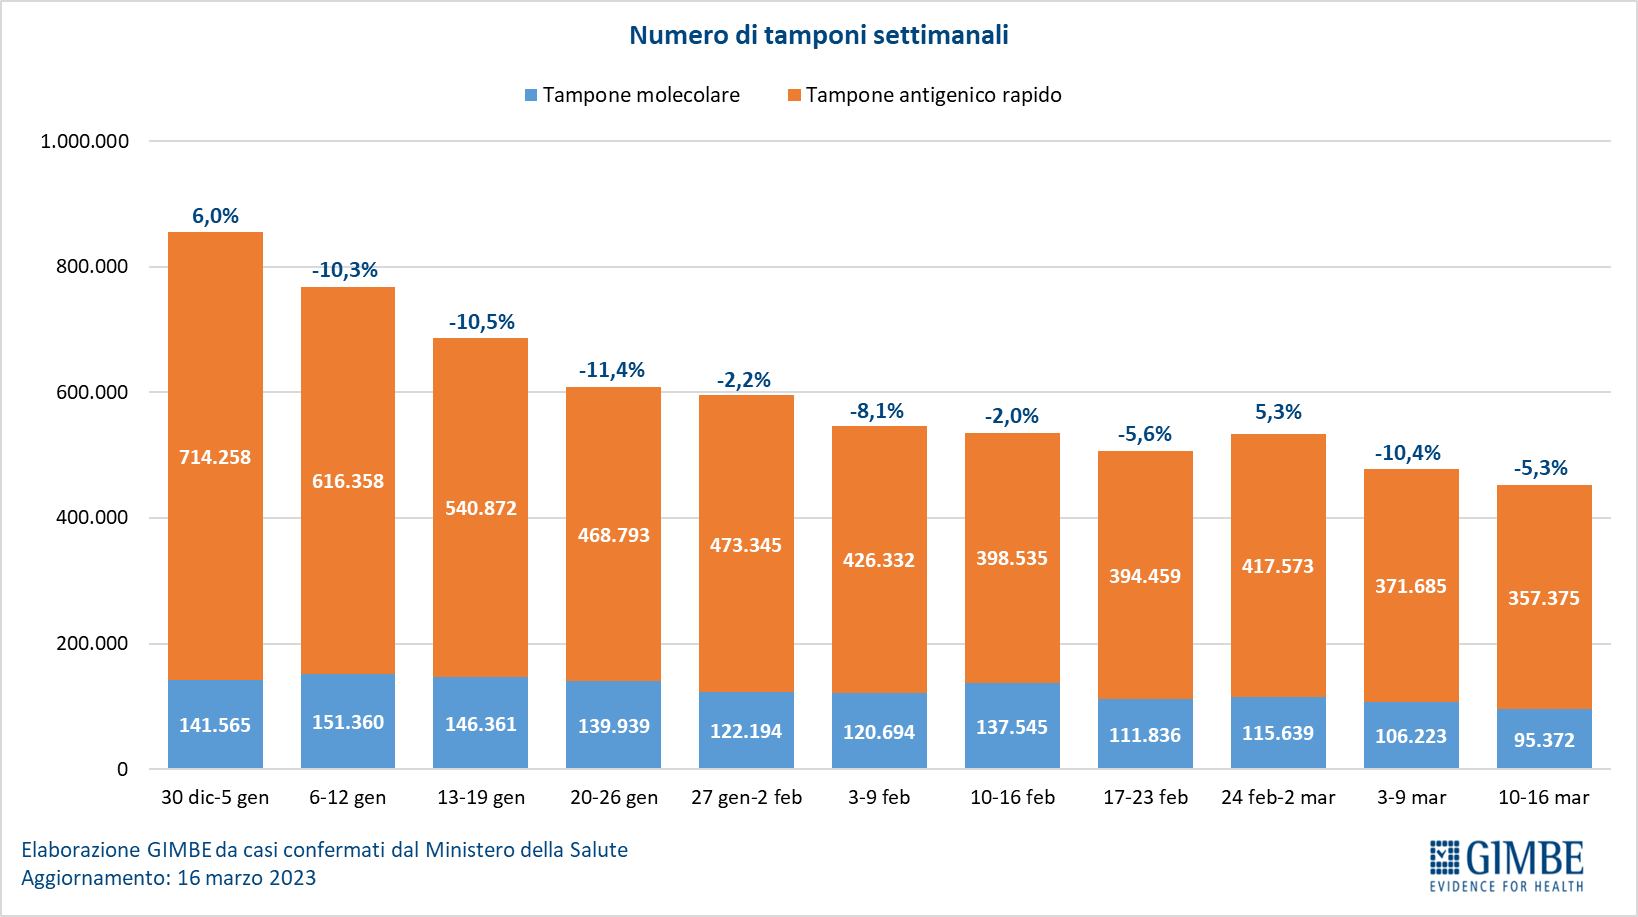 Numero di tamponi settimanali
Tampone molecolare Tampone antigenico rapido
1.000.000
800.000
600.000
400.000
200.000
0
6,0% -10,3% -10,5% -11,4% -2,2% -8,1% -2,0% -5,6% 5,3% -10,4% -5,3%
714.258 616.358 540.872 468.793 473.345 426.332 398.535 394.459 417.573 371.685 357.375
141.565 151.360 146.361 139.939 122.194 120.694 137.545 111.836 115.639 106.223 95.372
30 dic-5 gen 6-12 gen 13-19 gen 20-26 gen 27 gen-2 feb 3-9 feb 10-16 feb 17-23 feb 24 feb-2 mar 3-9 mar 10-16 mar
Elaborazione GIMBE da casi confermati dal Ministero della Salute
Aggiornamento: 16 marzo 2023
GIMBE
EVIDENCE FOR HEALTH